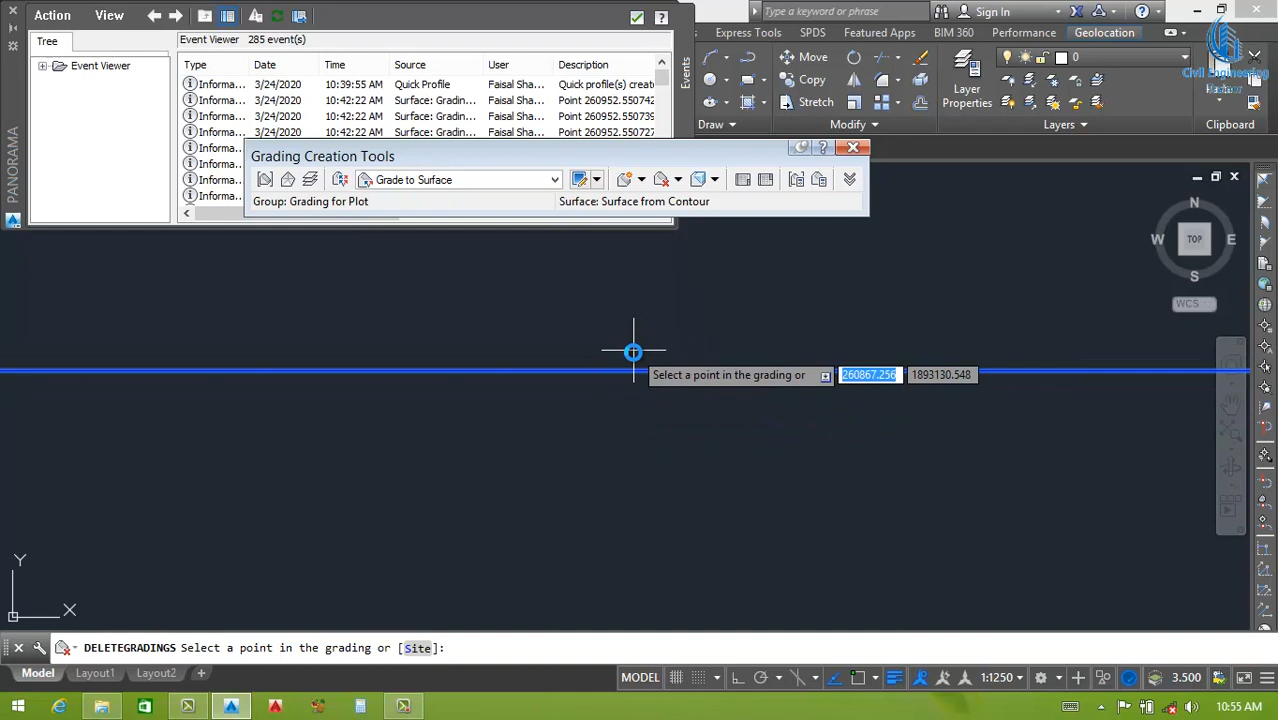 Action View
Type a keyword or phrase Sign In
Tree
Event Viewer 285 event(s)
Express Tools SPDS Featured Apps BIM 360 Performance Geolocation
Event Viewer
Type Date Time Source User Description
Informa... 3/24/2020 10:39:55 AM Quick Profile Faisal Sha... Quick profile(s) creat
Informa... 3/24/2020 10:42:22 AM Surface: Gradin... Faisal Sha... Point 260952.550742
Informa... 3/24/2020 10:42:22 AM Surface: Gradin... Faisal Sha... Point 260952.550739
Informa... 3/24/2020 10:42:22 AM Surface: Gradin... Faisal Sha... Point 260952.550727
Informa...
Informa...
Informa...
Informa...
Events
PANORAMA
Move
Copy
Stretch
Layer
Properties
0
Civil Engineering
Draw Modify Layers Clipboard
Grading Creation Tools
Grade to Surface
Group: Grading for Plot Surface: Surface from Contour
N
W TOP E
S
WCS
Select a point in the grading or 260867.256 1893130.548
Y
X
DELETEGRADINGS Select a point in the grading or [Site]:
Model Layout1 Layout2 +
MODEL 1:1250 3.500
10:55 AM